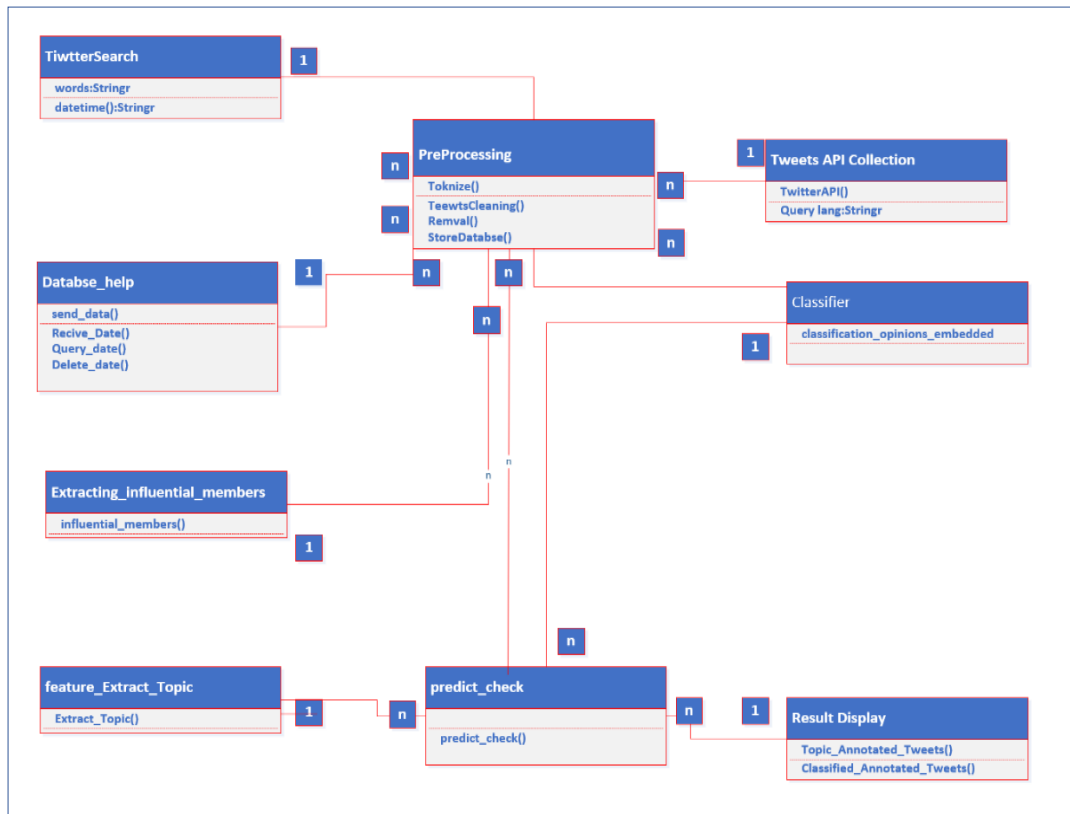 TiwtterSearch
1
words:Stringr
datetime():Stringr
PreProcessing
n
Toknize()
n
TeewtsCleaning()
n
Remval()
StoreDatabse()
n
1
Tweets API Collection
TwitterAPI()
Query lang:Stringr
Databse_help
1
n
n
send_data()
Recive_Date()
Query_date()
Delete_date()
n
Classifier
classification_opinions_embedded
1
n
n
Extracting_influential_members
influential_members()
1
n
feature_Extract_Topic
Extract_Topic()
1
n
predict_check
predict_check()
n
1
Result Display
Topic_Annotated_Tweets()
Classified_Annotated_Tweets()